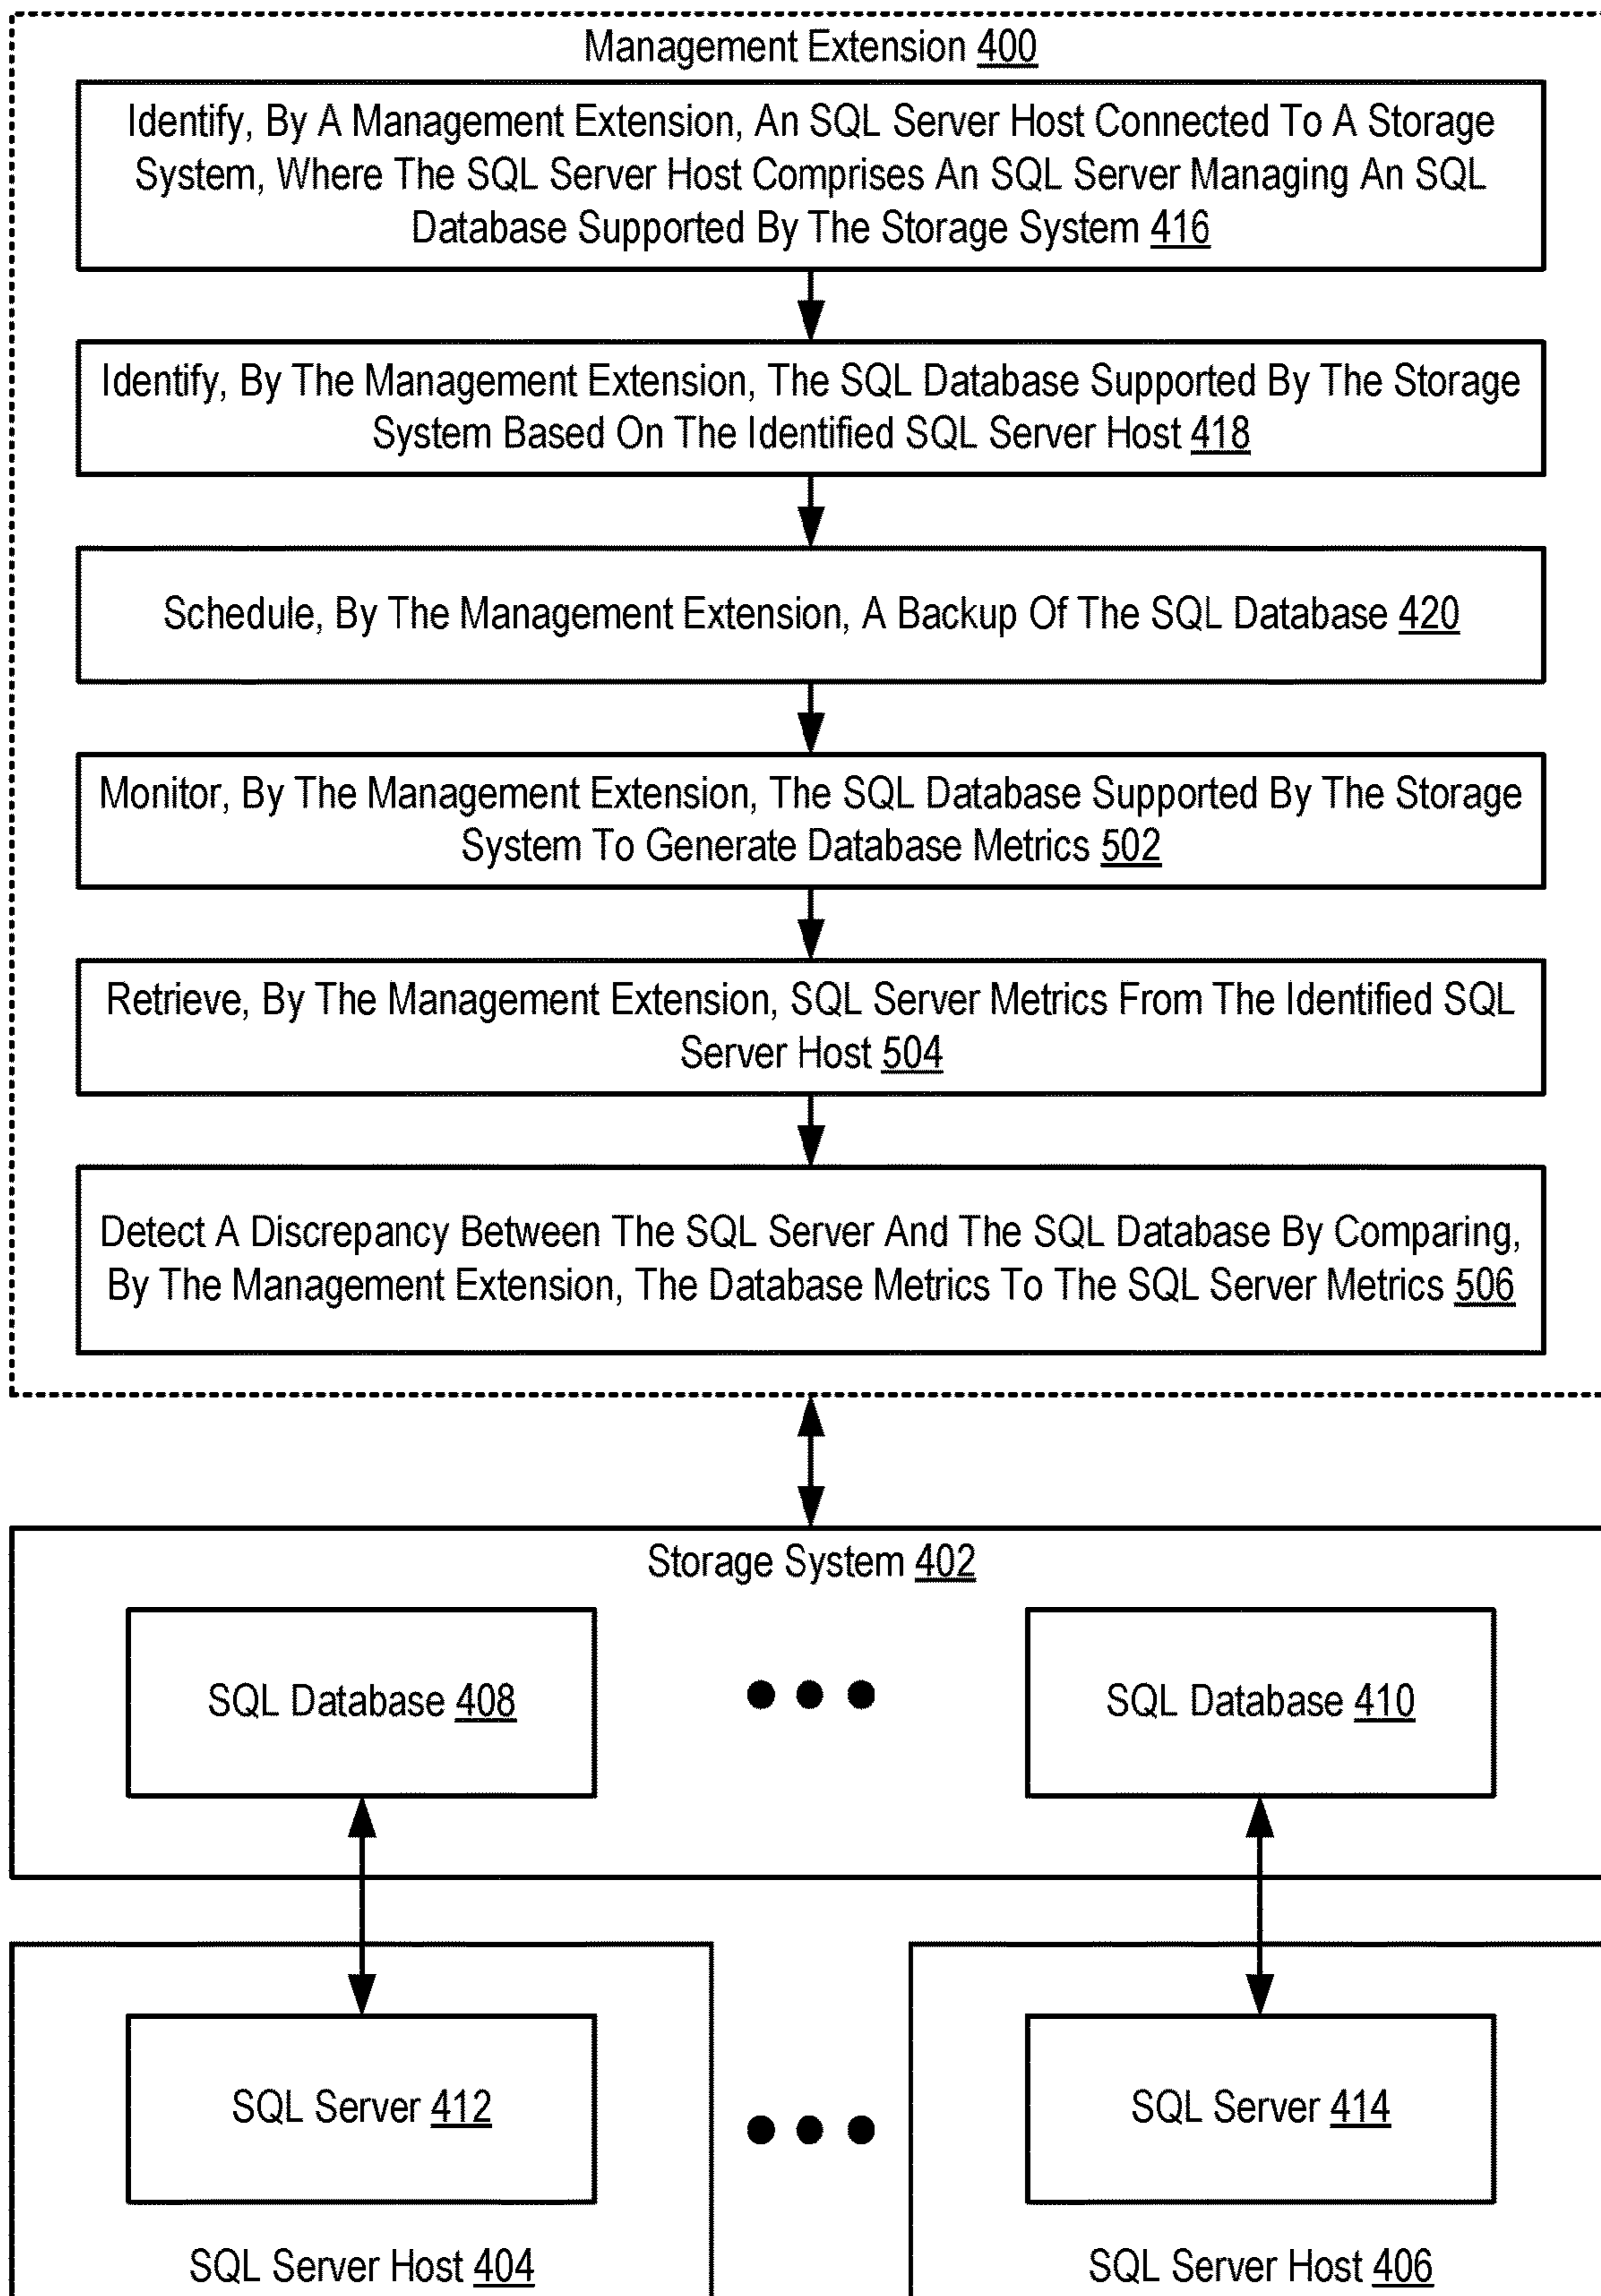 Management Extension 400
Identify, By A Management Extension, An SQL Server Host Connected To A Storage
System, Where The SQL Server Host Comprises An SQL Server Managing An SQL
Database Supported By The Storage System 416
Identify, By The Management Extension, The SQL Database Supported By The Storage
System Based On The Identified SQL Server Host 418
Schedule, By The Management Extension, A Backup Of The SQL Database 420
Monitor, By The Management Extension, The SQL Database Supported By The Storage
System To Generate Database Metrics 502
Retrieve, By The Management Extension, SQL Server Metrics From The Identified SQL
Server Host 504
Detect A Discrepancy Between The SQL Server And The SQL Database By Comparing,
By The Management Extension, The Database Metrics To The SQL Server Metrics 506
Storage System 402
SQL Database 408
SQL Database 410
SQL Server 412
SQL Server 414
SQL Server Host 404
SQL Server Host 406